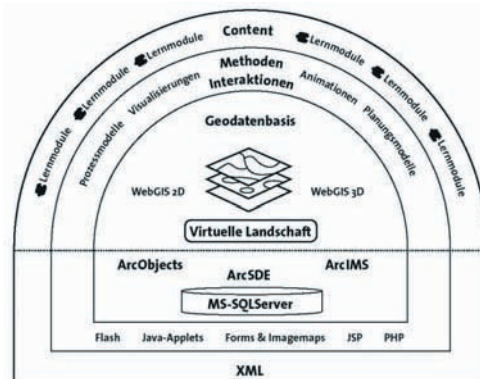 Content
Lernmodule
Lernmodule
Lernmodule
Lernmodule
Lernmodule
Lernmodule
Methoden
Interaktionen
Prozessmodelle
Visualisierungen
Animationen
Planungsmodelle
Geodatenbasis
WebGIS 2D
WebGIS 3D
Virtuelle Landschaft
ArcObjects
ArcSDE
ArcIMS
MS-SQLServer
Flash Java-Applets Forms & Imagemaps JSP PHP
XML